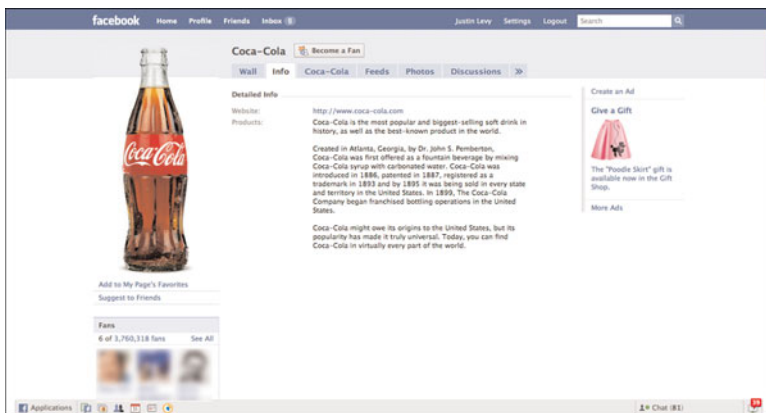 facebook Home Profile Friends Inbox 9 Justin Levy Settings Logout Search
Coca-Cola Become a Fan
Wall Info Coca-Cola Feeds Photos Discussions »
Detailed Info
Website: http://www.coca-cola.com
Products: Coca-Cola is the most popular and biggest-selling soft drink in
history, as well as the best-known product in the world.
Created in Atlanta, Georgia, by Dr. John S. Pemberton,
Coca-Cola was first offered as a fountain beverage by mixing
Coca-Cola syrup with carbonated water. Coca-Cola was
introduced in 1886, patented in 1887, registered as a
trademark in 1893 and by 1895 it was being sold in every state
and territory in the United States. In 1899, The Coca-Cola
Company began franchised bottling operations in the United
States.
Coca-Cola might owe its origins to the United States, but its
popularity has made it truly universal. Today, you can find
Coca-Cola in virtually every part of the world.
Create an Ad
Give a Gift
The "Poodle Skirt" gift is
available now in the Gift
Shop.
More Ads
Coca-Cola
Add to My Page's Favorites
Suggest to Friends
Fans
6 of 3,760,318 fans See All
Applications Chat (81) 39